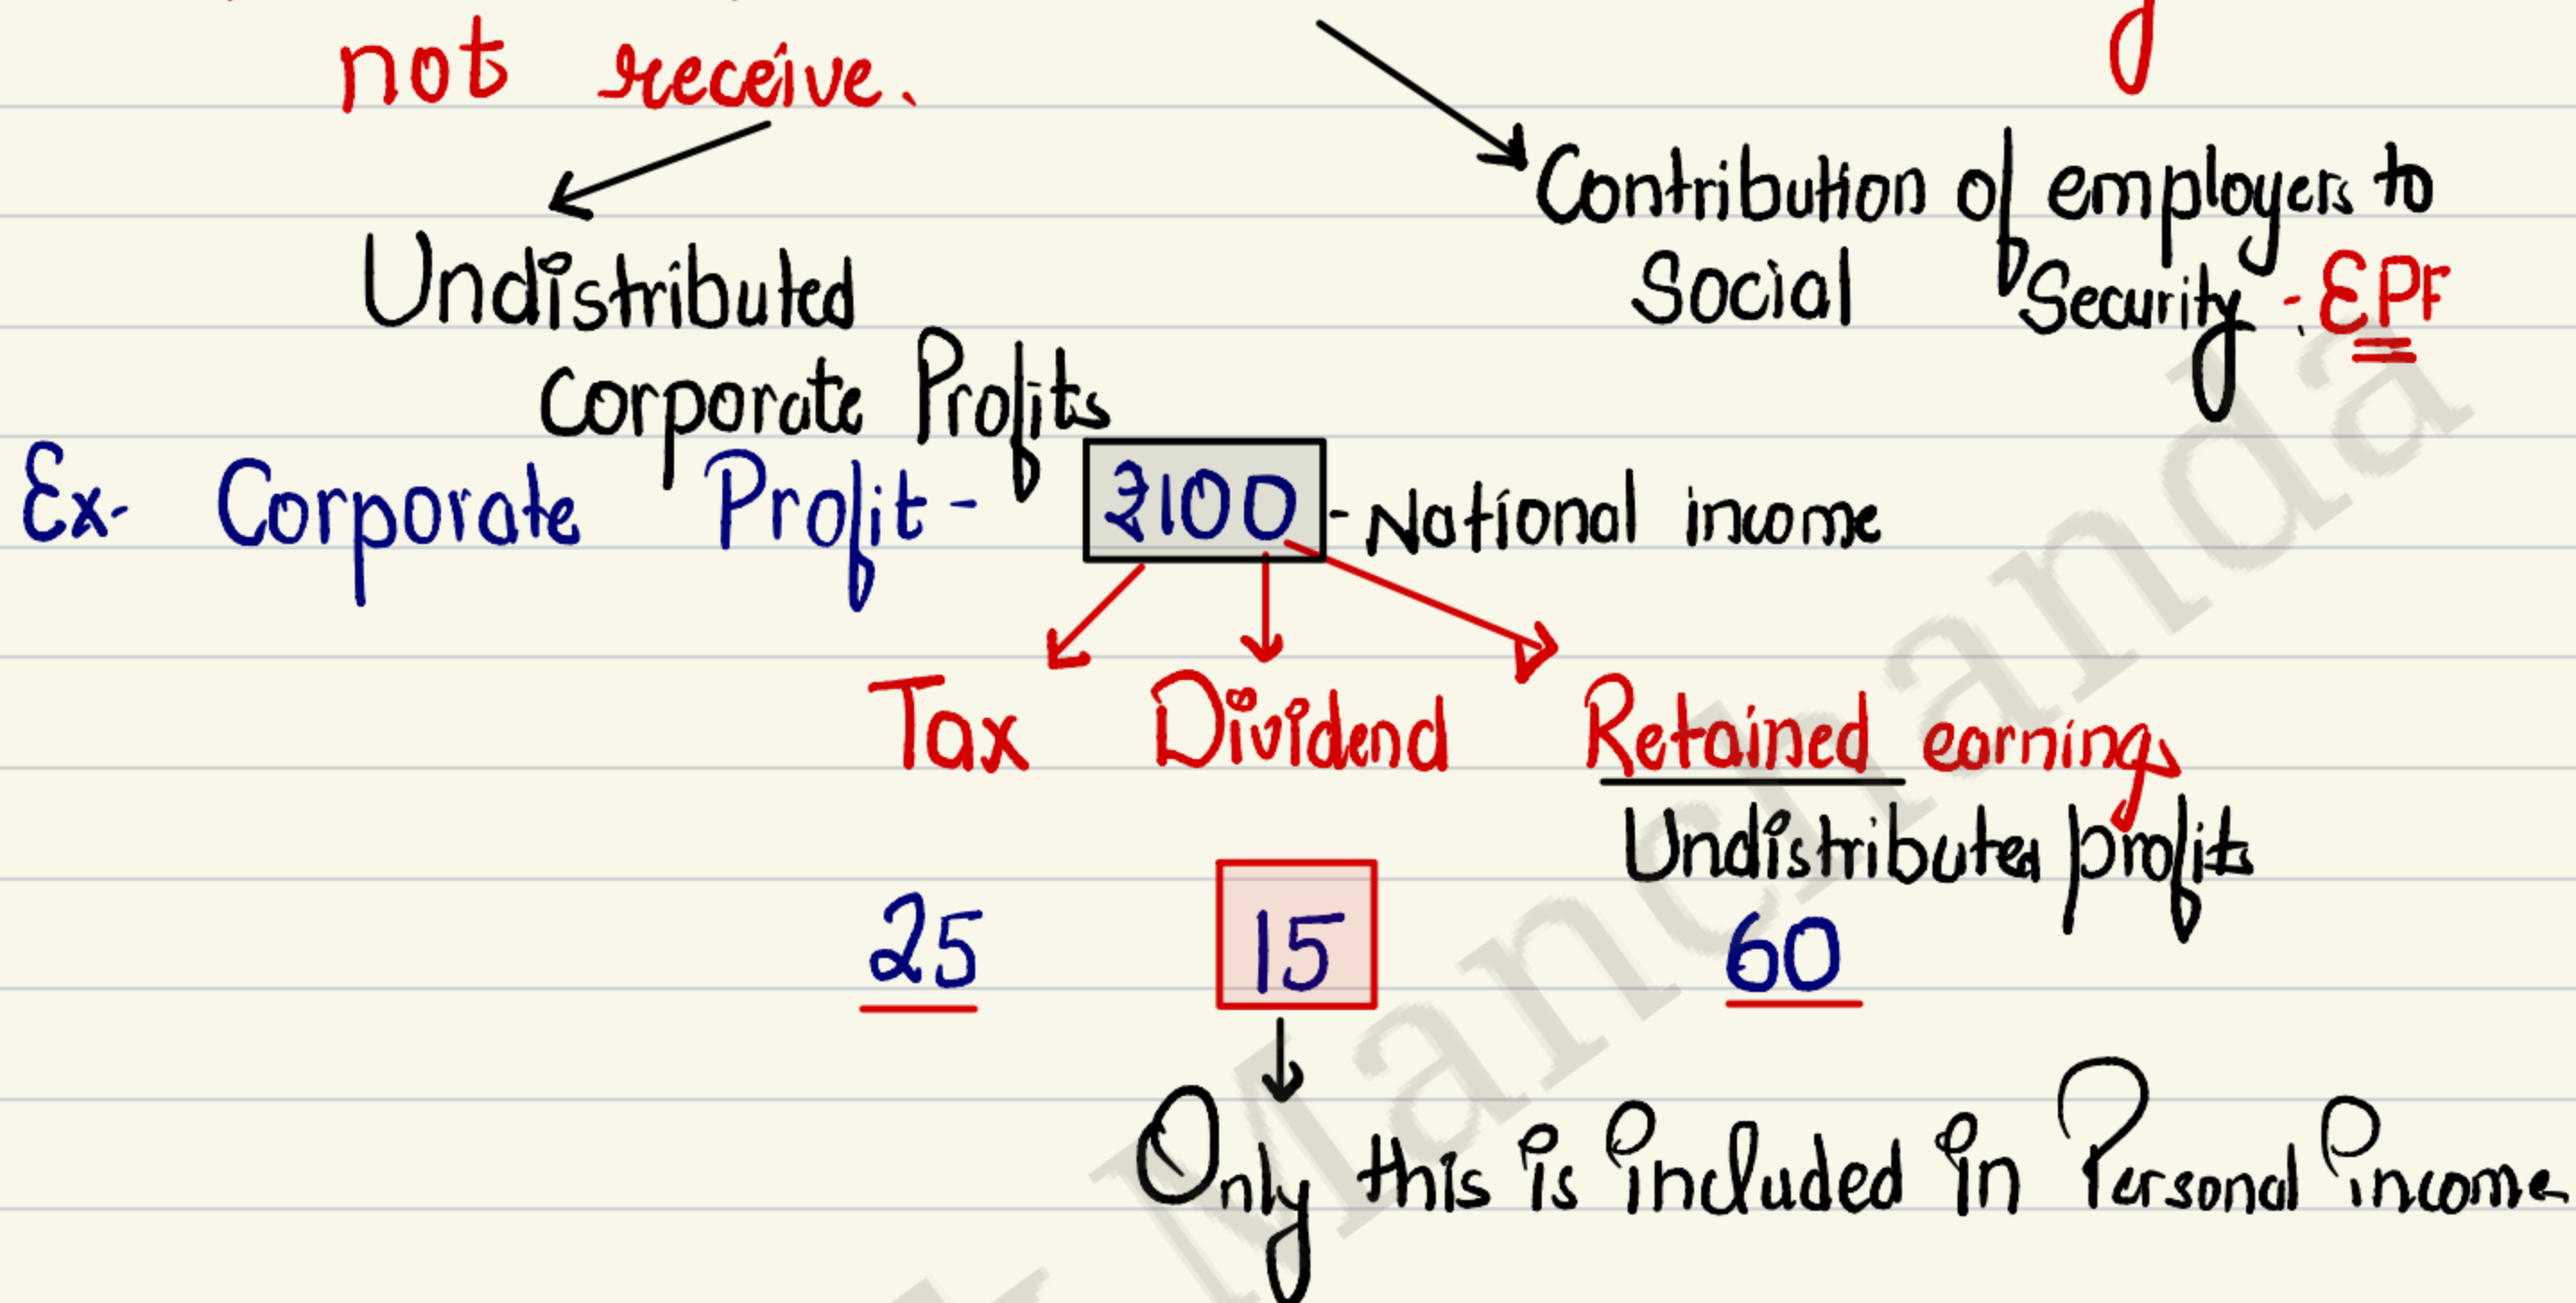 not receive.
Contribution of employers to
Social Security - EPF
Undistributed
Corporate Profits
Ex- Corporate Profit - ₹100 - National income
Tax Dividend Retained earnings
Undistributed profits
25 15 60
Only this is included in Personal income
Manchanda